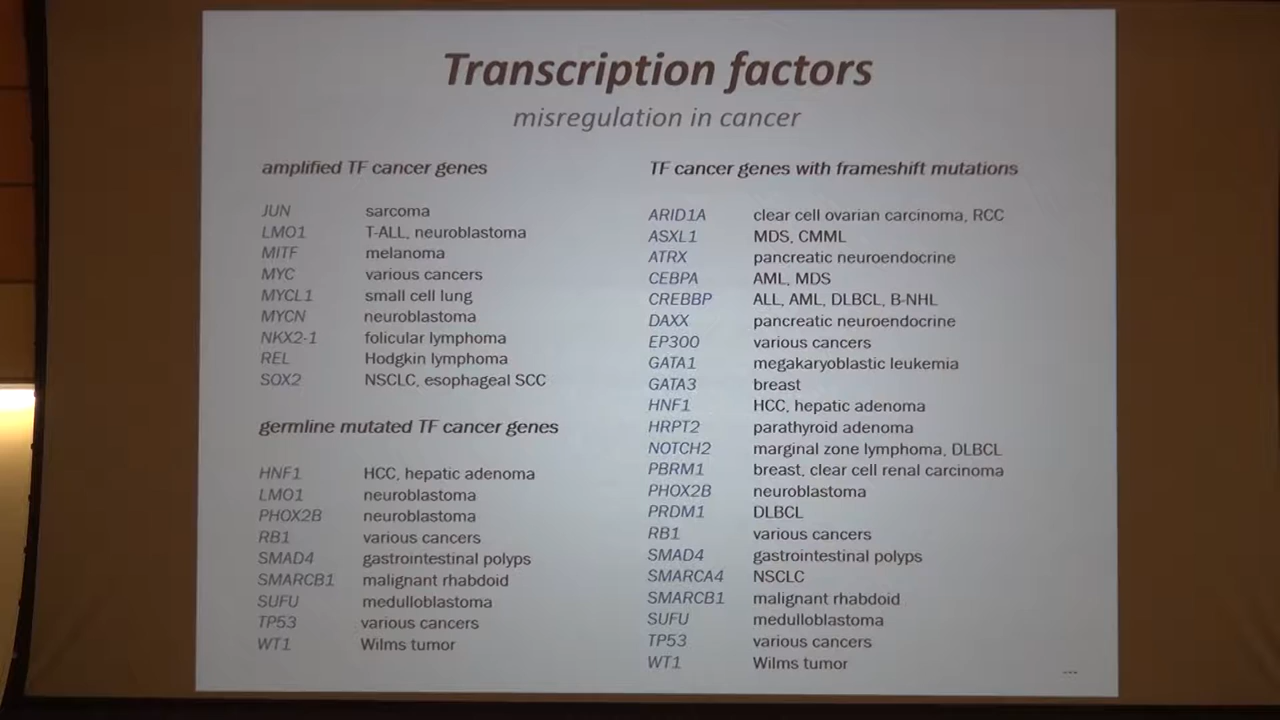 Transcription factors
misregulation in cancer
amplified TF cancer genes
JUN sarcoma
LMO1 T-ALL, neuroblastoma
MITF melanoma
MYC various cancers
MYCL1 small cell lung
MYCN neuroblastoma
NKX2-1 folicular lymphoma
REL Hodgkin lymphoma
SOX2 NSCLC, esophageal SCC
germline mutated TF cancer genes
HNF1 HCC, hepatic adenoma
LMO1 neuroblastoma
PHOX2B neuroblastoma
RB1 various cancers
SMAD4 gastrointestinal polyps
SMARCB1 malignant rhabdoid
SUFU medulloblastoma
TP53 various cancers
WT1 Wilms tumor
TF cancer genes with frameshift mutations
ARID1A clear cell ovarian carcinoma, RCC
ASXL1 MDS, CMML
ATRX pancreatic neuroendocrine
CEBPA AML, MDS
CREBBP ALL, AML, DLBCL, B-NHL
DAXX pancreatic neuroendocrine
EP300 various cancers
GATA1 megakaryoblastic leukemia
GATA3 breast
HNF1 HCC, hepatic adenoma
HRPT2 parathyroid adenoma
NOTCH2 marginal zone lymphoma, DLBCL
PBRM1 breast, clear cell renal carcinoma
PHOX2B neuroblastoma
PRDM1 DLBCL
RB1 various cancers
SMAD4 gastrointestinal polyps
SMARCA4 NSCLC
SMARCB1 malignant rhabdoid
SUFU medulloblastoma
TP53 various cancers
WT1 Wilms tumor